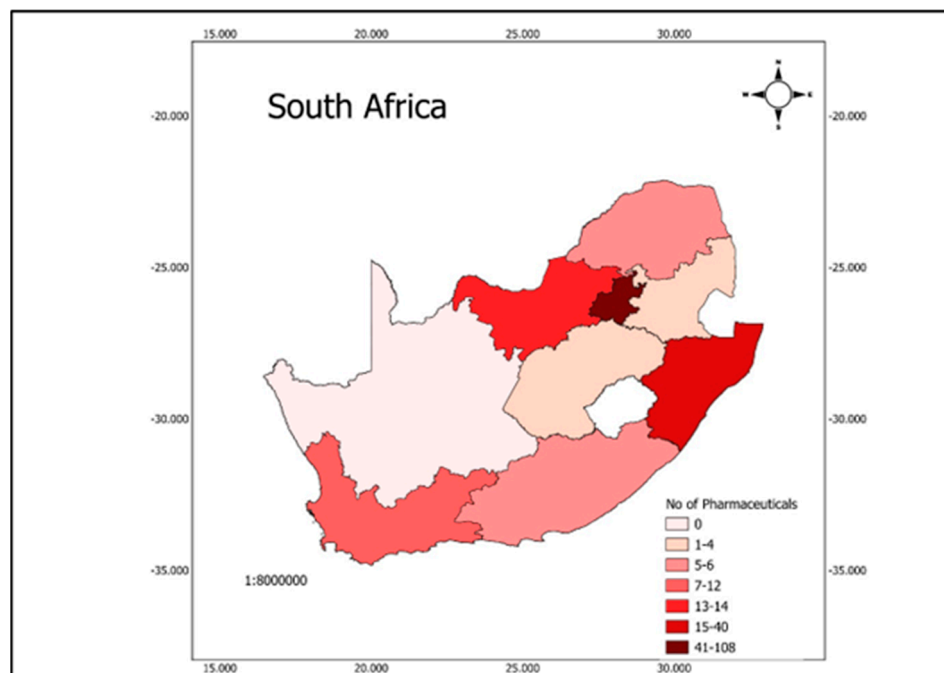 15.000 20.000 25.000 30.000
N
W E
S
South Africa
-20.000 -20.000
-25.000 -25.000
-30.000 -30.000
No of Pharmaceuticals
0
1-4
5-6
-35.000 -35.000
1:8000000
7-12
13-14
15-40
41-108
15.000 20.000 25.000 30.000